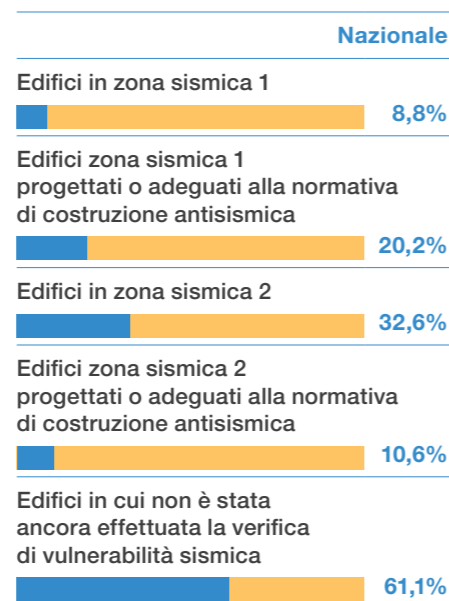 Nazionale
Edifici in zona sismica 1
8,8%
Edifici zona sismica 1
progettati o adeguati alla normativa
di costruzione antisismica
20,2%
Edifici in zona sismica 2
32,6%
Edifici zona sismica 2
progettati o adeguati alla normativa
di costruzione antisismica
10,6%
Edifici in cui non è stata
ancora effettuata la verifica
di vulnerabilità sismica
61,1%